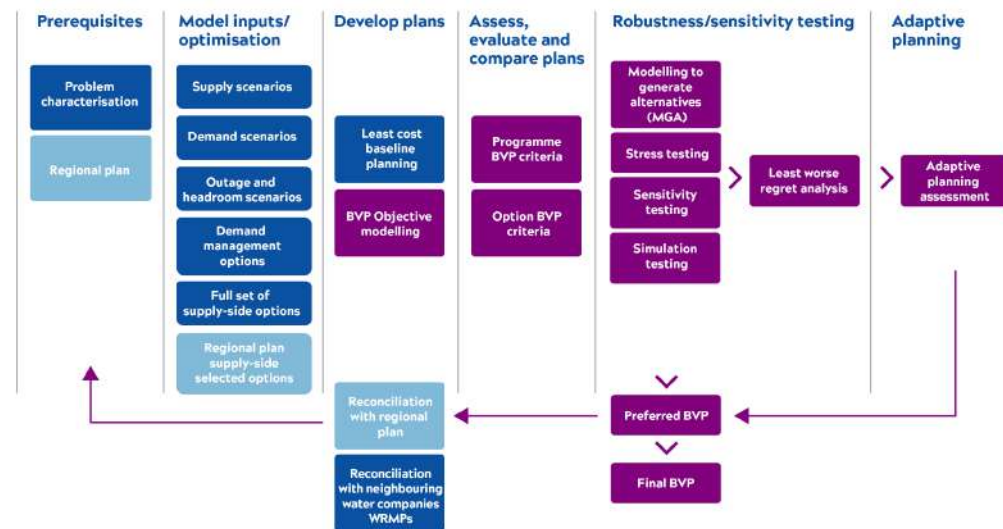 Prerequisites
Problem
characterisation
Regional plan
Model inputs/
optimisation
Supply scenarios
Demand scenarios
Outage and
headroom scenarios
Demand
management
options
Full set of
supply-side options
Regional plan
supply-side
selected options
Develop plans
Least cost
baseline
planning
BVP Objective
modelling
Reconciliation
with regional
plan
Reconciliation
with neighbouring
water companies
WRMPs
Assess,
evaluate and
compare plans
Programme
BVP criteria
Option BVP
criteria
Robustness/sensitivity testing
Modelling to
generate
alternatives
(MGA)
Stress testing
Sensitivity
testing
Simulation
testing
Least worse
regret analysis
Preferred BVP
Final BVP
Adaptive
planning
Adaptive
planning
assessment